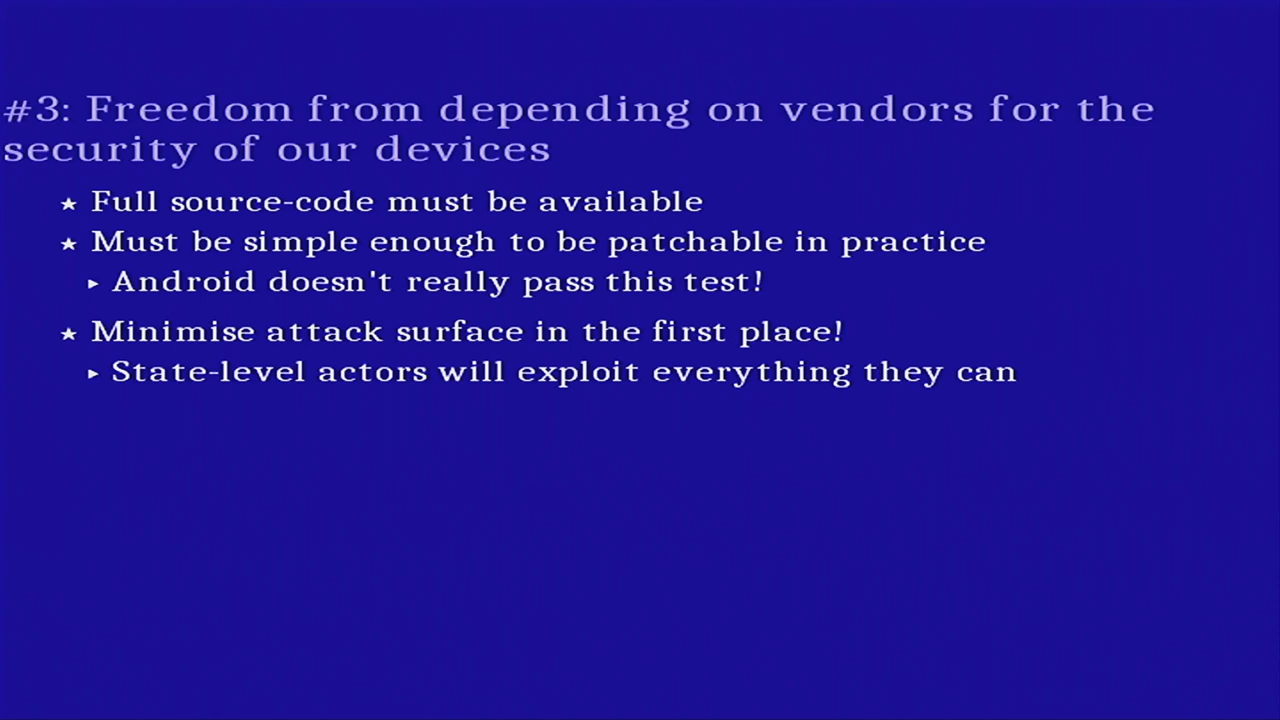 #3: Freedom from depending on vendors for the
security of our devices
★ Full source-code must be available
★ Must be simple enough to be patchable in practice
▸ Android doesn't really pass this test!
★ Minimise attack surface in the first place!
▸ State-level actors will exploit everything they can